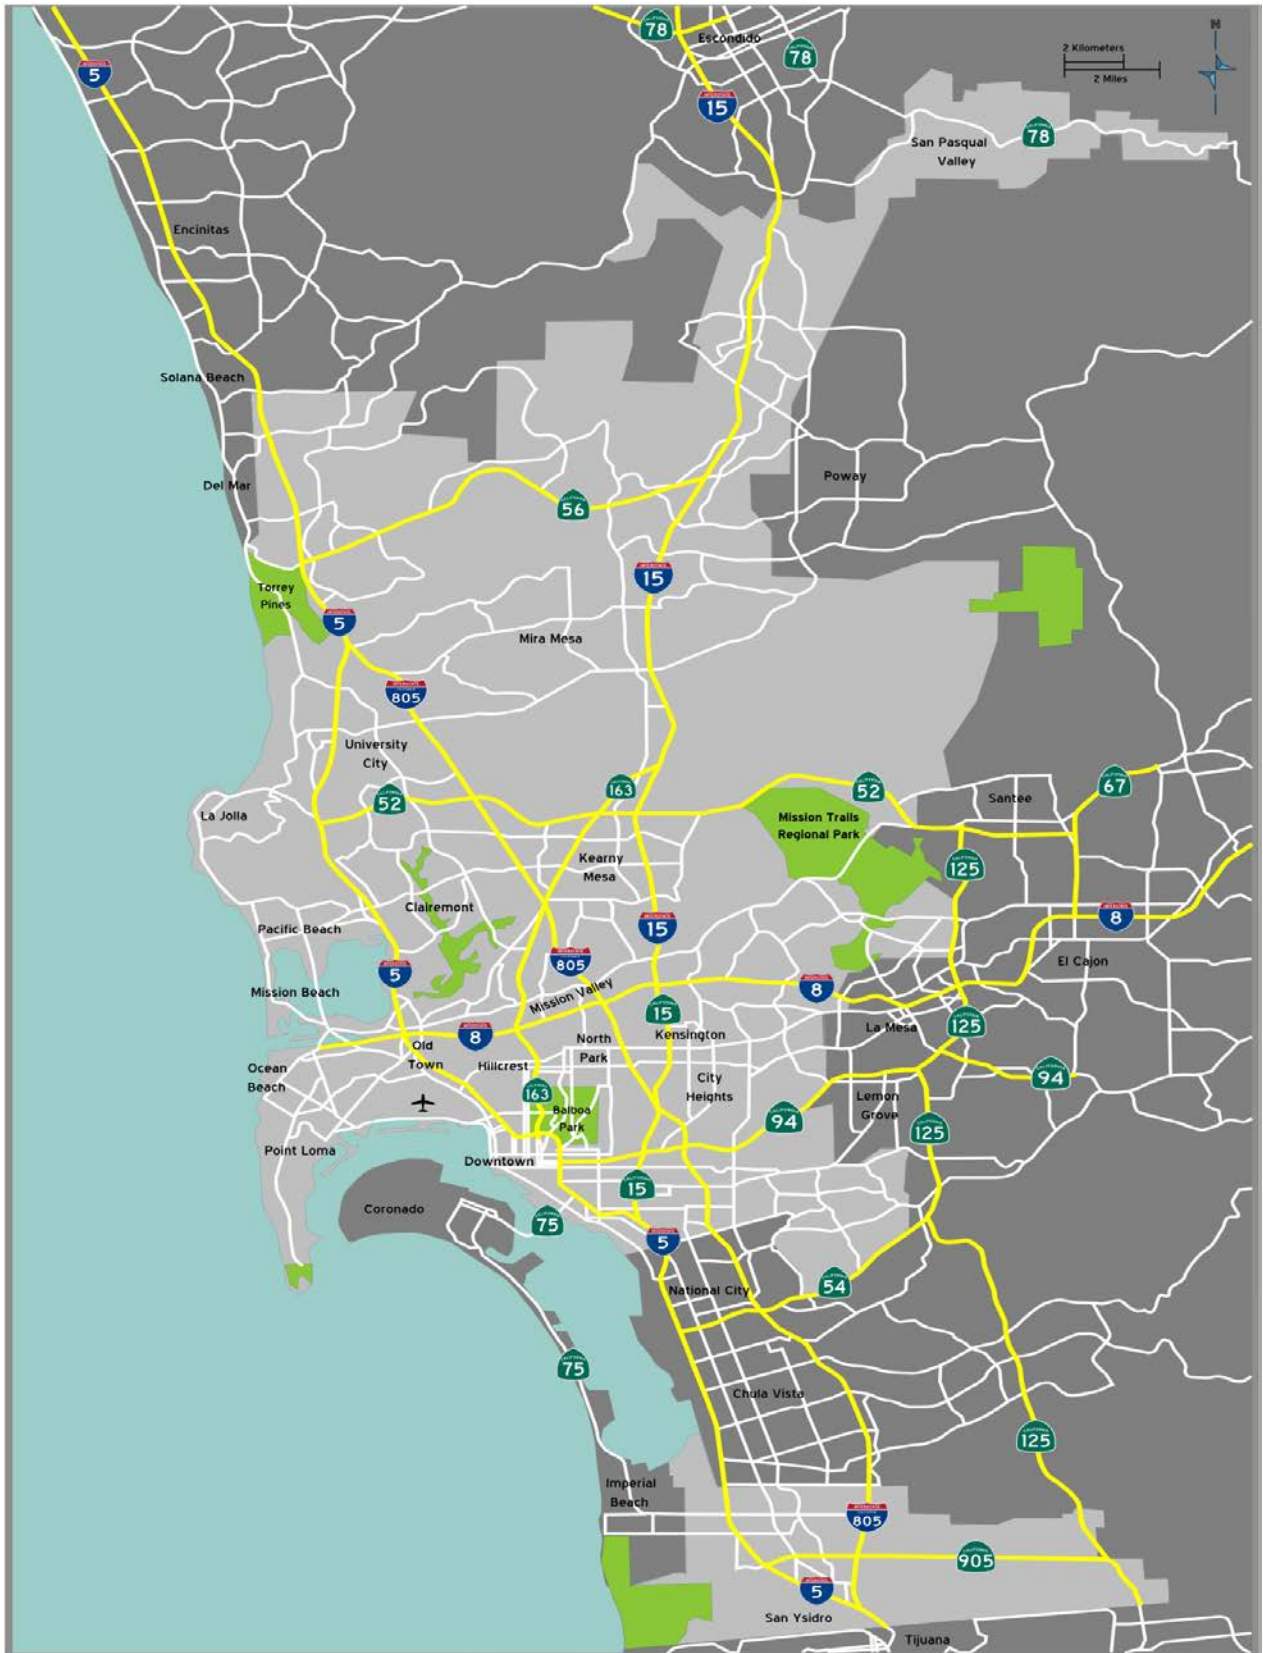 78
Escondido
N
2 Kilometers
78
2 Miles
5
15
78
San Pasqual
Valley
Encinitas
Solana Beach
Poway
Del Mar
56
15
Torrey
Pines
5
Mira Mesa
805
University
City
163
52
52
67
Santee
La Jolla
Mission Trails
Regional Park
Kearny
Mesa
125
Clairemont
8
Pacific Beach
15
805
El Cajon
5
Mission Beach
Mission Valley
8
15
La Mesa
125
8
Old
Town
North
Park
Kensington
Hillcrest
Ocean
Beach
City
Heights
94
163
Balboa
Park
Lemon
Grove
94
125
Point Loma
Downtown
15
Coronado
75
5
National City
54
75
Chula Vista
125
Imperial
Beach
805
905
5
San Ysidro
Tijuana